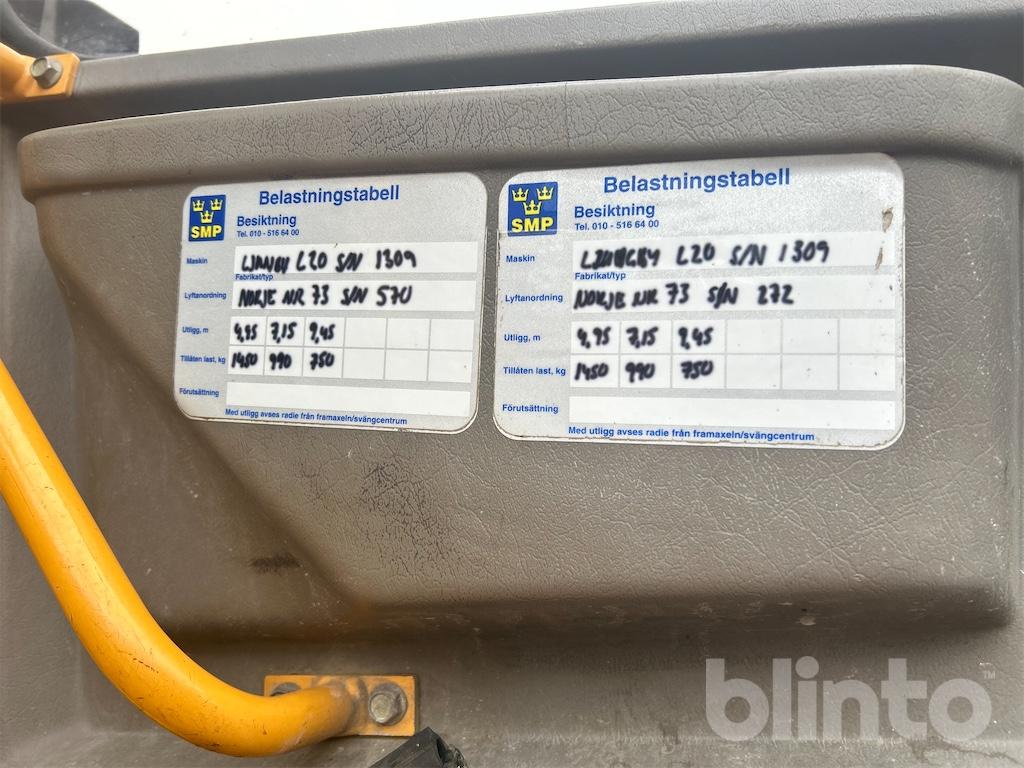 SMP
Belastningstabell
Besiktning
Tel. 010 - 516 64 00
Maskin L20 S/N 1309
Fabrikat/typ
Lyftanordning NORJE NR 73 S/N 570
Utligg, m 4,95 7,15 9,45
Tillåten last, kg 1450 990 750
Förutsättning
Med utligg avses radie från framaxeln/svängcentrum
SMP
Belastningstabell
Besiktning
Tel. 010 - 516 64 00
Maskin L20 S/N 1309
Fabrikat/typ
Lyftanordning NORJE NR 73 S/N 272
Utligg, m 4,95 7,15 9,45
Tillåten last, kg 1450 990 750
Förutsättning
Med utligg avses radie från framaxeln/svängcentrum
blinto™